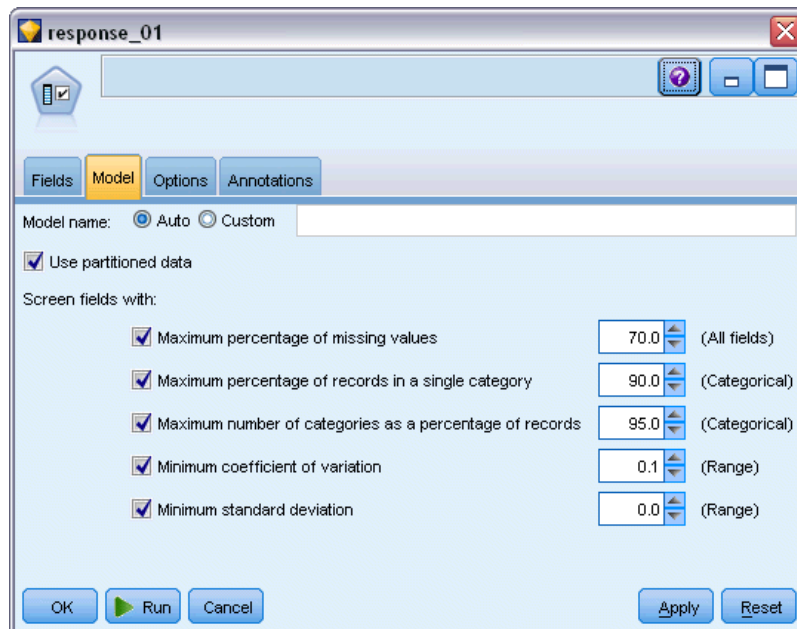 response_01
?
Fields Model Options Annotations
Model name: Auto Custom
Use partitioned data
Screen fields with:
Maximum percentage of missing values 70.0 (All fields)
Maximum percentage of records in a single category 90.0 (Categorical)
Maximum number of categories as a percentage of records 95.0 (Categorical)
Minimum coefficient of variation 0.1 (Range)
Minimum standard deviation 0.0 (Range)
OK Run Cancel Apply Reset